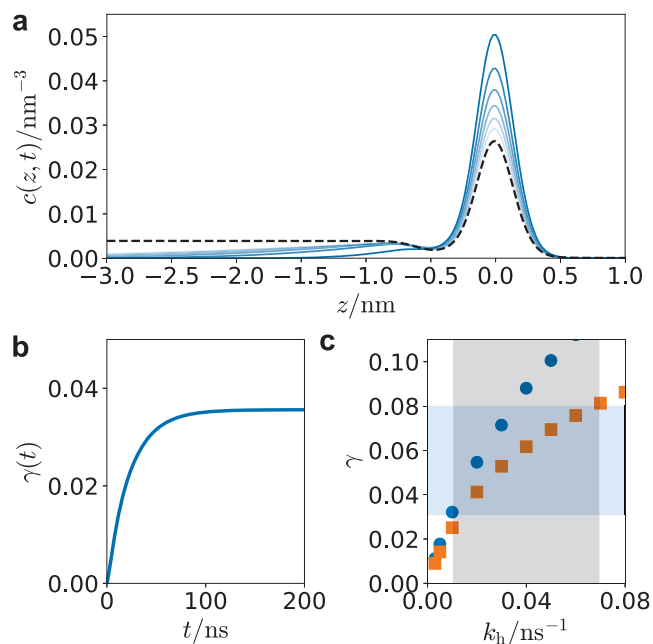 a
0.05
0.04
0.03
0.02
0.01
0.00
c(z, t)/nm⁻³
−3.0 −2.5 −2.0 −1.5 −1.0 −0.5 0.0 0.5 1.0
z/nm
b
0.04
0.02
0.00
γ(t)
0 100 200
t/ns
c
0.10
0.08
0.06
0.04
0.02
0.00
γ
0.00 0.04 0.08
k_h/ns⁻¹